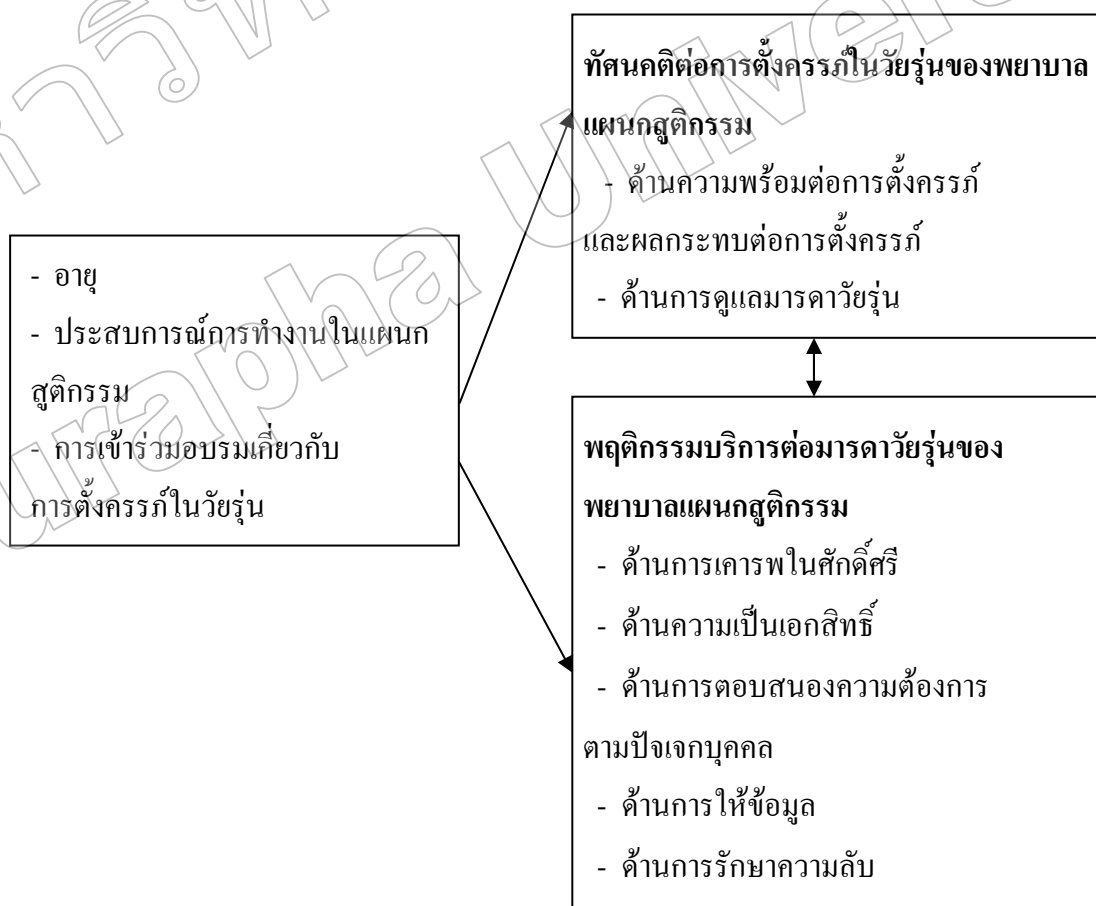 ทัศนคติต่อการตั้งครรภ์ในวัยรุ่นของพยาบาล
แผนกสูติกรรม
- ด้านความพร้อมต่อการตั้งครรภ์
และผลกระทบต่อการตั้งครรภ์
- ด้านการดูแลมารดาวัยรุ่น
- อายุ
- ประสบการณ์การทำงานในแผนก
สูติกรรม
- การเข้าร่วมอบรมเกี่ยวกับ
การตั้งครรภ์ในวัยรุ่น
พฤติกรรมบริการต่อมารดาวัยรุ่นของ
พยาบาลแผนกสูติกรรม
- ด้านการเคารพในศักดิ์ศรี
- ด้านความเป็นเอกสิทธิ์
- ด้านการตอบสนองความต้องการ
ตามปัจเจกบุคคล
- ด้านการให้ข้อมูล
- ด้านการรักษาความลับ